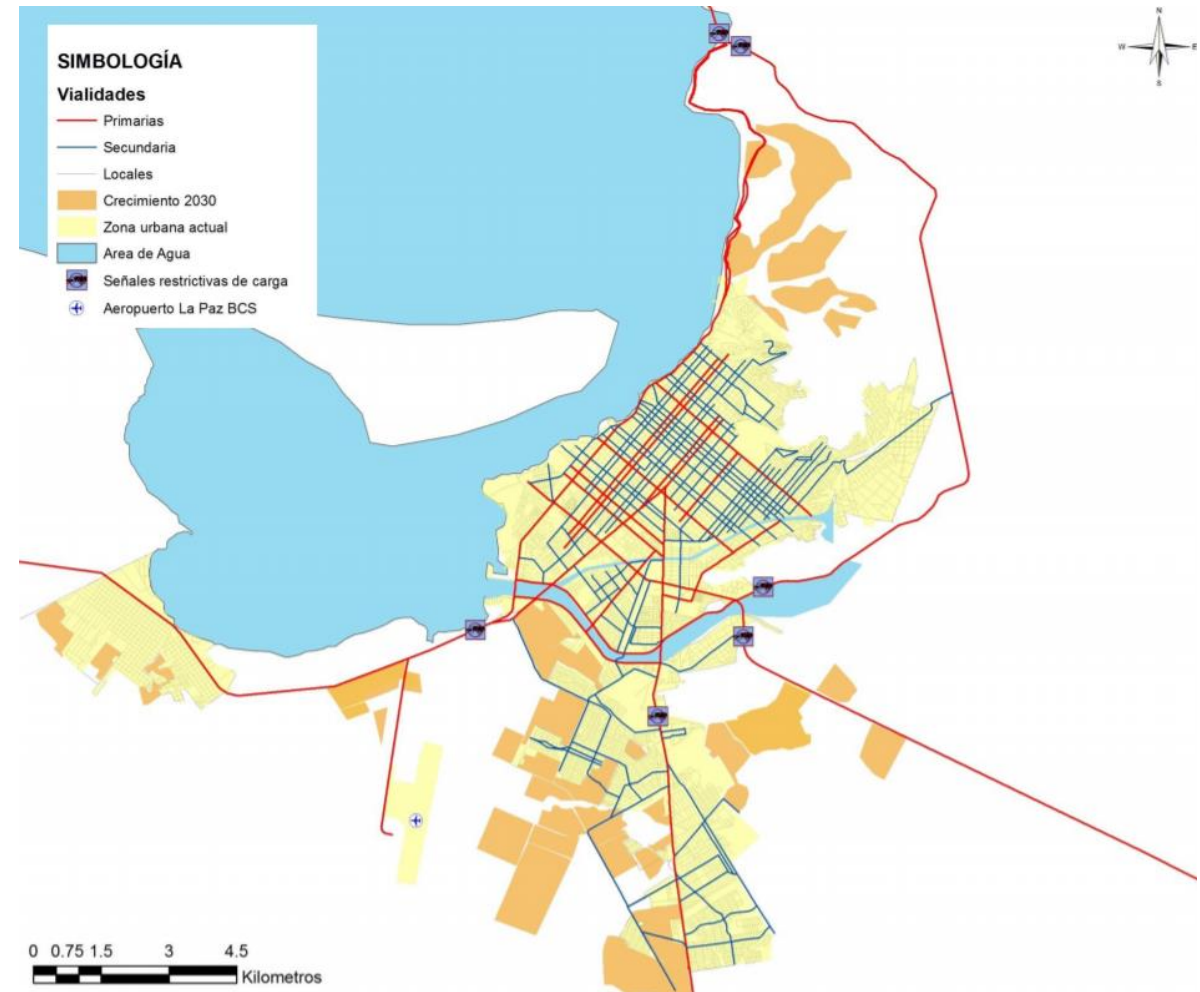 SIMBOLOGÍA
Vialidades
Primarias
Secundaria
Locales
Crecimiento 2030
Zona urbana actual
Area de Agua
Señales restrictivas de carga
Aeropuerto La Paz BCS
N
W E
S
0 0.75 1.5 3 4.5
Kilometros